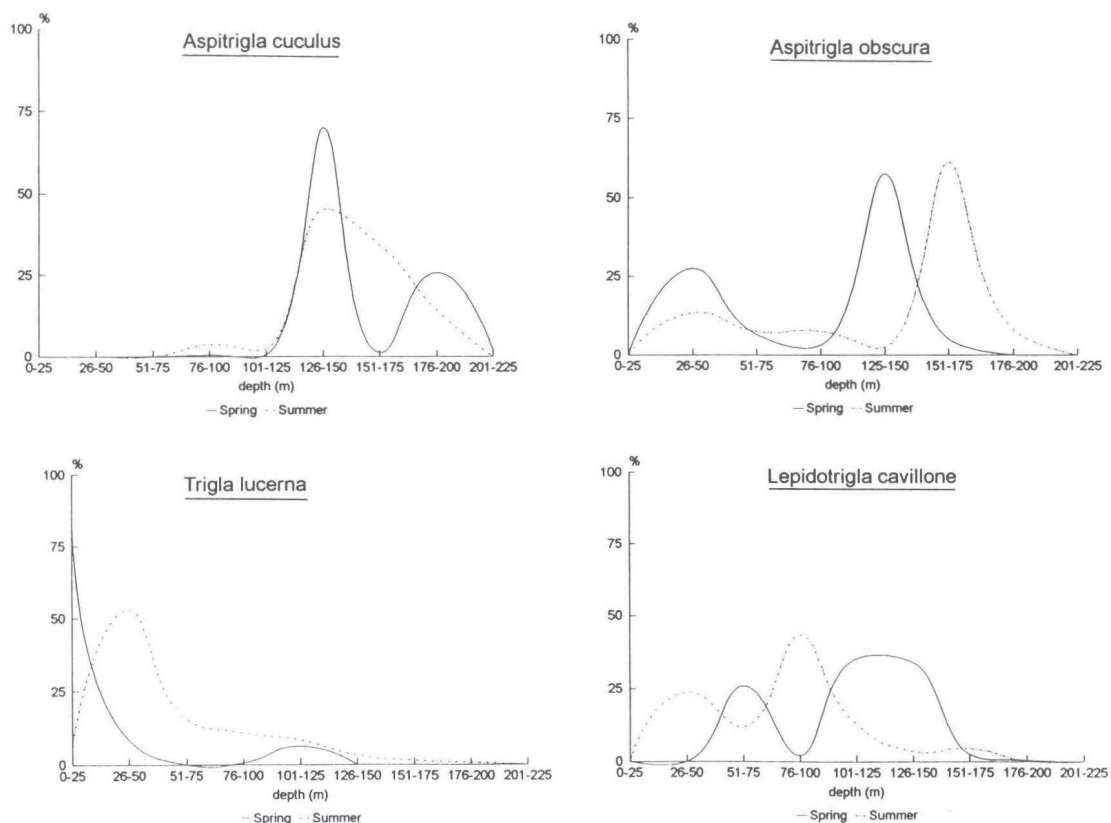 %
Aspitrigla cuculus
100
75
50
25
0
0-25 26-50 51-75 76-100 101-125 126-150 151-175 176-200 201-225
depth (m)
Spring Summer
%
Aspitrigla obscura
100
75
50
25
0
0-25 26-50 51-75 76-100 125-150 151-175 176-200 201-225
depth (m)
Spring Summer
%
Trigla lucerna
100
75
50
25
0
0-25 26-50 51-75 76-100 101-125 126-150 151-175 176-200 201-225
depth (m)
Spring Summer
%
Lepidotrigla cavillone
100
75
50
25
0
0-25 26-50 51-75 76-100 101-125 126-150 151-175 176-200 201-225
depth (m)
Spring Summer